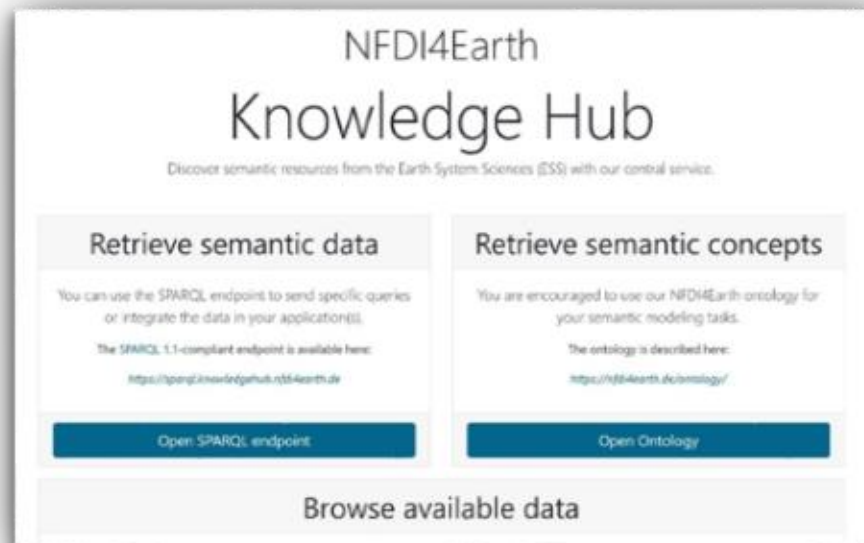 NFDI4Earth
Knowledge Hub
Discover semantic resources from the Earth System Sciences (ESS) with our central service.
Retrieve semantic data
You can use the SPARQL endpoint to send specific queries
or integrate the data in your application(s).
The SPARQL 1.1-compliant endpoint is available here:
https://sparql.knowledgehub.nfdi4earth.de
Open SPARQL endpoint
Retrieve semantic concepts
You are encouraged to use our NFDI4Earth ontology for
your semantic modeling tasks.
The ontology is described here:
https://nfdi4earth.de/ontology/
Open Ontology
Browse available data